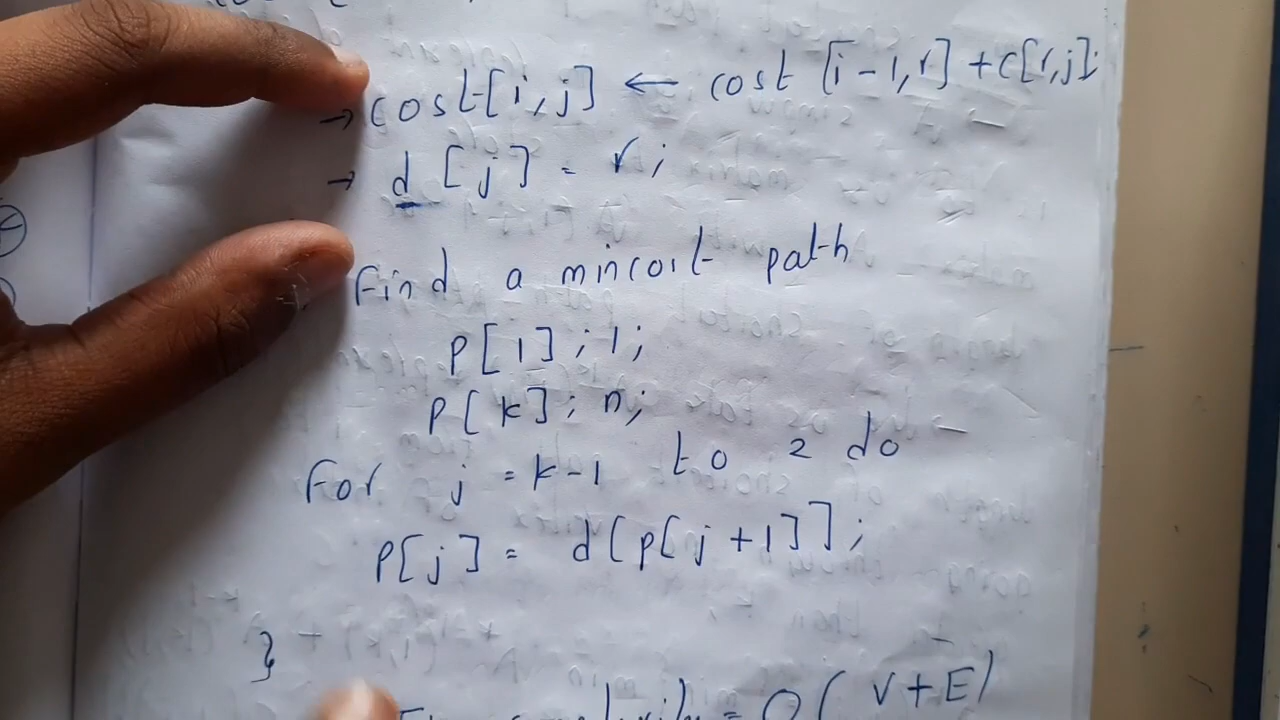 → cost[i,j] ← cost [i-1,r] +c[r,j];
→ d [j] = r;
Find a mincost path
P[1] ; 1;
P[k] ; n;
For j = k-1 to 2 do
P[j] = d[p[j+1]];
}
= O( V+E)